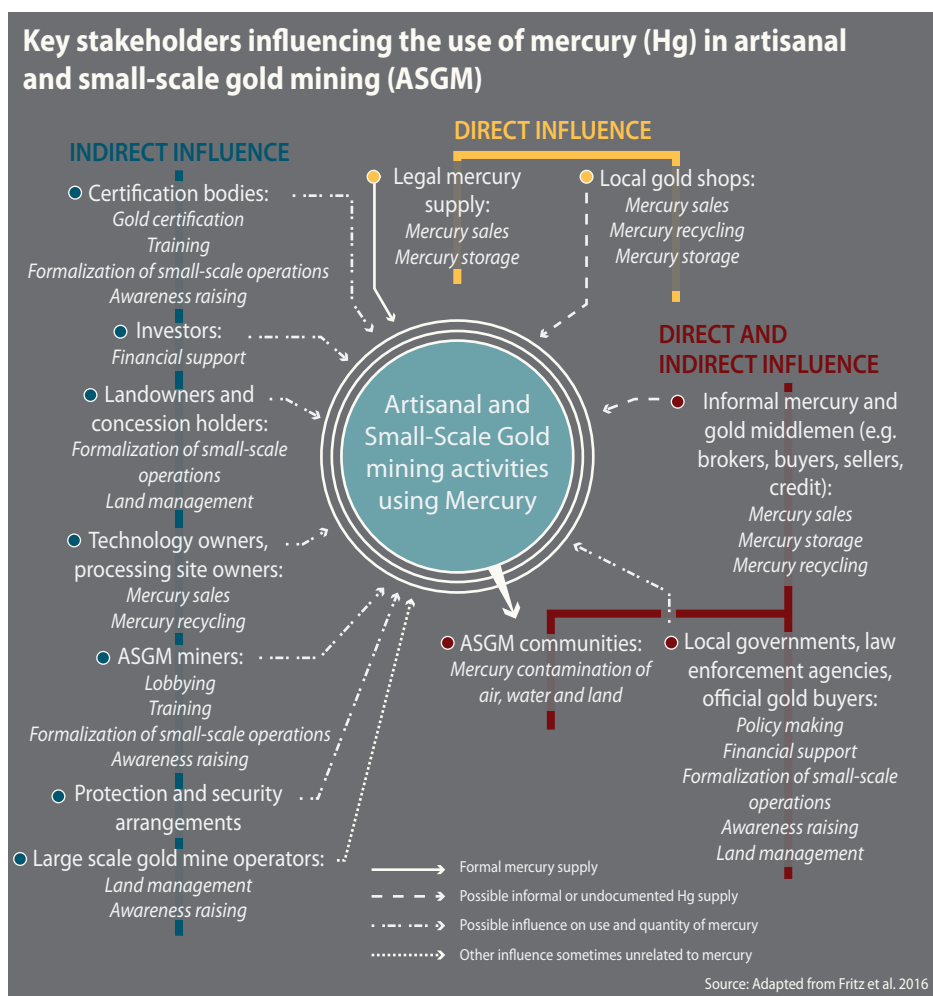 Key stakeholders influencing the use of mercury (Hg) in artisanal
and small-scale gold mining (ASGM)
INDIRECT INFLUENCE
Certification bodies:
Gold certification
Training
Formalization of small-scale operations
Awareness raising
Investors:
Financial support
Landowners and
concession holders:
Formalization of small-scale
operations
Land management
Technology owners,
processing site owners:
Mercury sales
Mercury recycling
ASGM miners:
Lobbying
Training
Formalization of small-scale operations
Awareness raising
Protection and security
arrangements
Large scale gold mine operators:
Land management
Awareness raising
DIRECT INFLUENCE
Legal mercury
supply:
Mercury sales
Mercury storage
Local gold shops:
Mercury sales
Mercury recycling
Mercury storage
Artisanal and
Small-Scale Gold
mining activities
using Mercury
DIRECT AND
INDIRECT INFLUENCE
Informal mercury and
gold middlemen (e.g.
brokers, buyers, sellers,
credit):
Mercury sales
Mercury storage
Mercury recycling
ASGM communities:
Mercury contamination of
air, water and land
Local governments, law
enforcement agencies,
official gold buyers:
Policy making
Financial support
Formalization of small-scale
operations
Awareness raising
Land management
Formal mercury supply
Possible informal or undocumented Hg supply
Possible influence on use and quantity of mercury
Other influence sometimes unrelated to mercury
Source: Adapted from Fritz et al. 2016